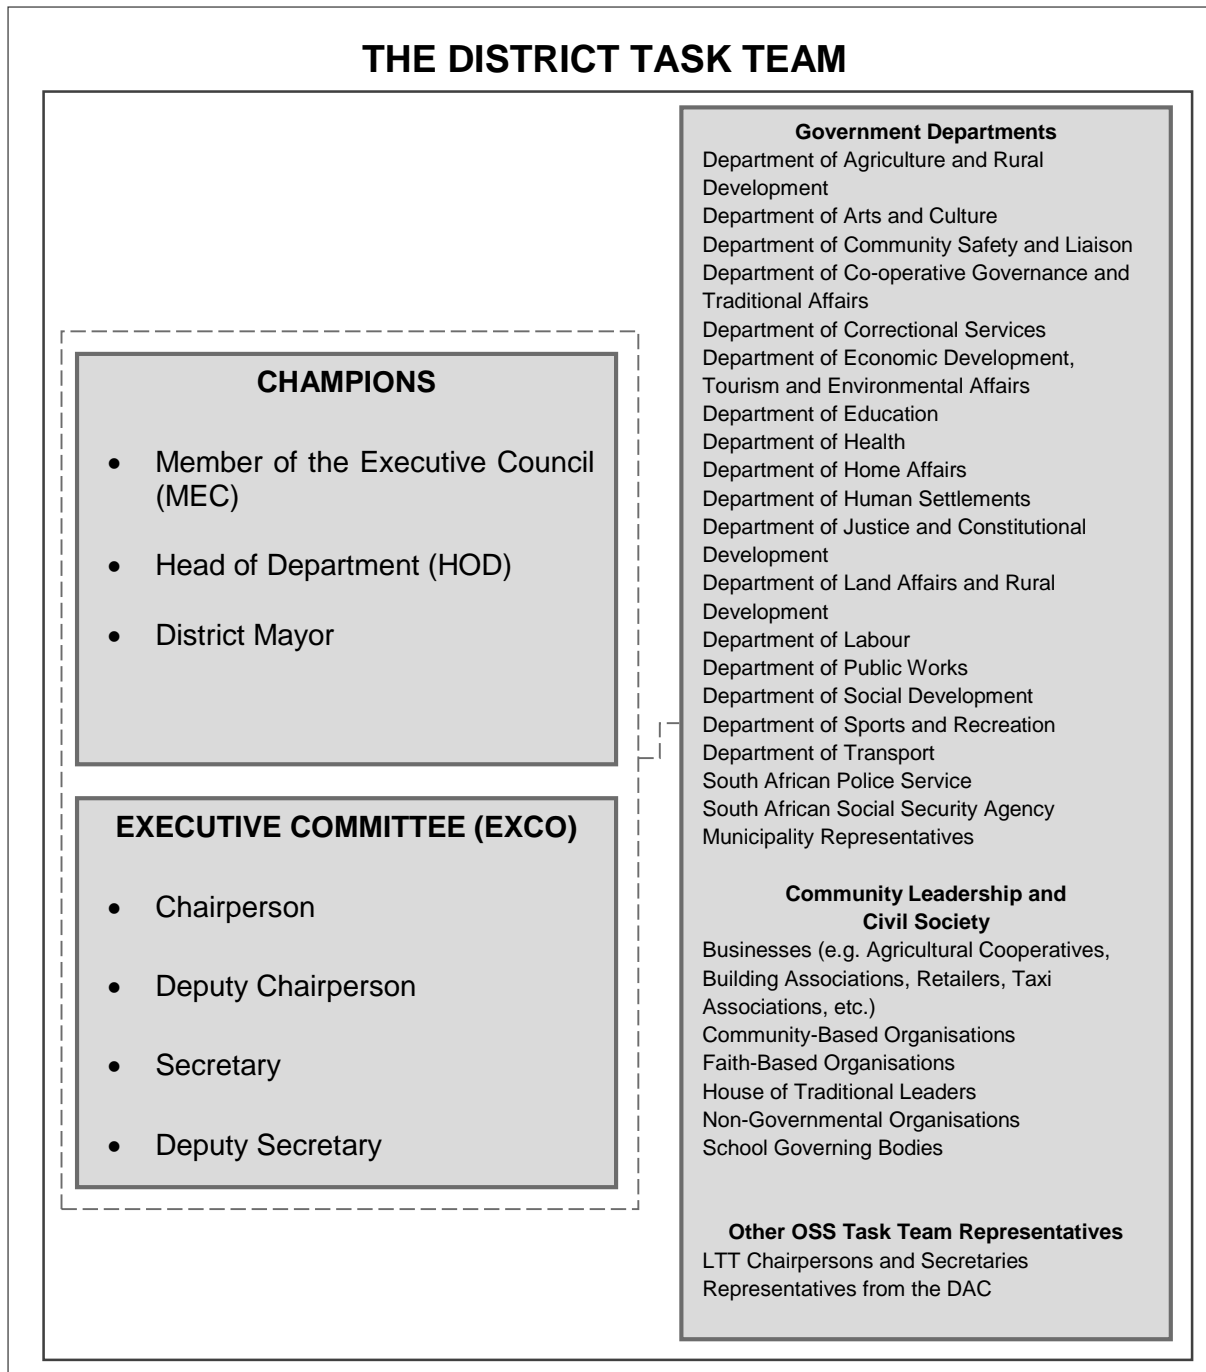 THE DISTRICT TASK TEAM
CHAMPIONS
• Member of the Executive Council
(MEC)
• Head of Department (HOD)
• District Mayor
EXECUTIVE COMMITTEE (EXCO)
• Chairperson
• Deputy Chairperson
• Secretary
• Deputy Secretary
Government Departments
Department of Agriculture and Rural
Development
Department of Arts and Culture
Department of Community Safety and Liaison
Department of Co-operative Governance and
Traditional Affairs
Department of Correctional Services
Department of Economic Development,
Tourism and Environmental Affairs
Department of Education
Department of Health
Department of Home Affairs
Department of Human Settlements
Department of Justice and Constitutional
Development
Department of Land Affairs and Rural
Development
Department of Labour
Department of Public Works
Department of Social Development
Department of Sports and Recreation
Department of Transport
South African Police Service
South African Social Security Agency
Municipality Representatives
Community Leadership and
Civil Society
Businesses (e.g. Agricultural Cooperatives,
Building Associations, Retailers, Taxi
Associations, etc.)
Community-Based Organisations
Faith-Based Organisations
House of Traditional Leaders
Non-Governmental Organisations
School Governing Bodies
Other OSS Task Team Representatives
LTT Chairpersons and Secretaries
Representatives from the DAC